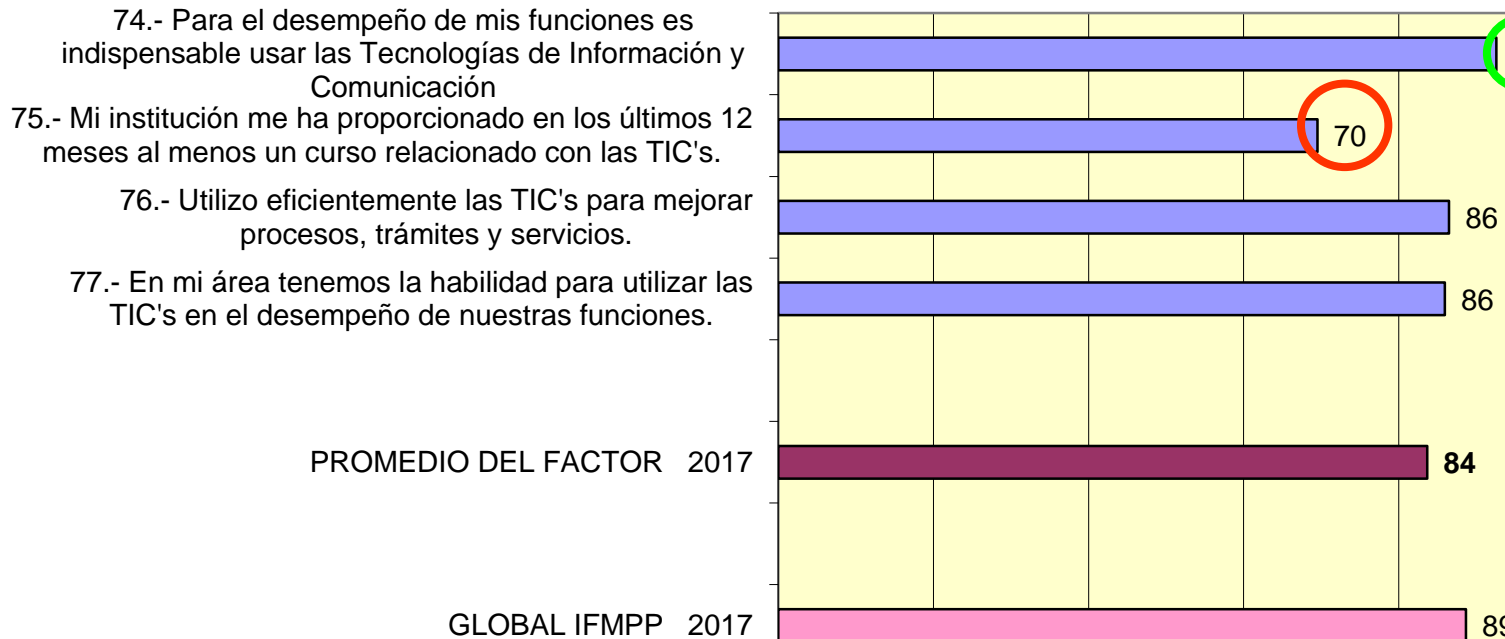 74.- Para el desempeño de mis funciones es
indispensable usar las Tecnologías de Información y
Comunicación
75.- Mi institución me ha proporcionado en los últimos 12
meses al menos un curso relacionado con las TIC's.
70
76.- Utilizo eficientemente las TIC's para mejorar
procesos, trámites y servicios.
86
77.- En mi área tenemos la habilidad para utilizar las
TIC's en el desempeño de nuestras funciones.
86
PROMEDIO DEL FACTOR 2017
84
GLOBAL IFMPP 2017
89